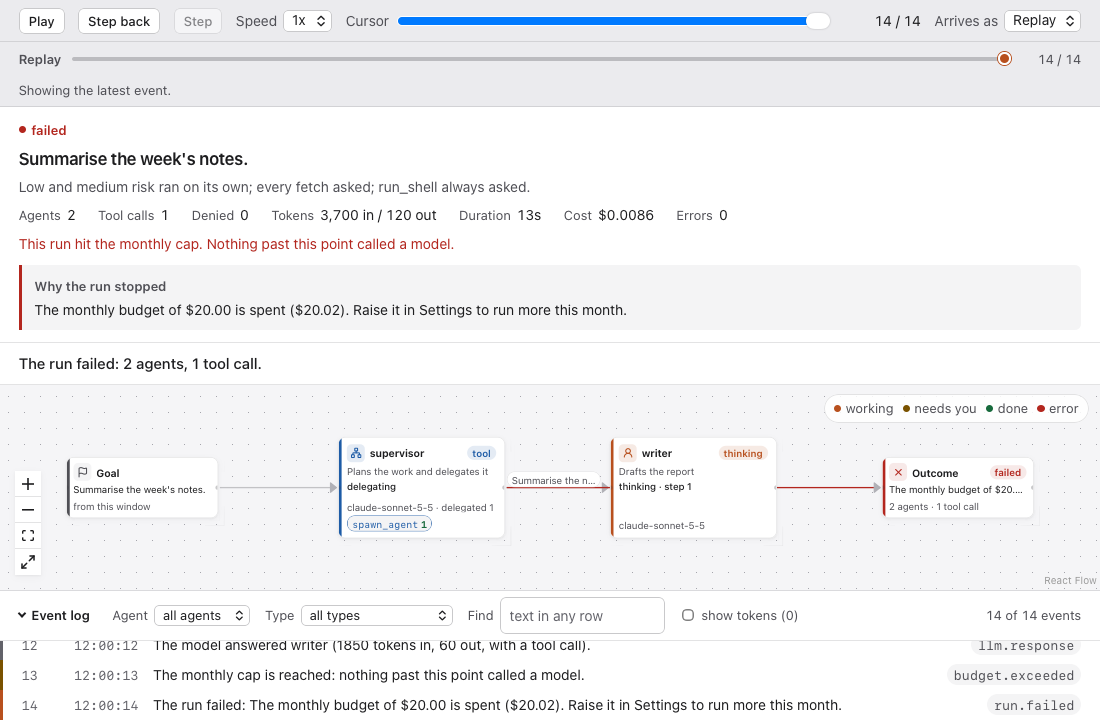 Play Step back Step Speed 1x Cursor 14 / 14 Arrives as Replay
Replay 14 / 14
Showing the latest event.
failed
Summarise the week's notes.
Low and medium risk ran on its own; every fetch asked; run_shell always asked.
Agents 2 Tool calls 1 Denied 0 Tokens 3,700 in / 120 out Duration 13s Cost $0.0086 Errors 0
This run hit the monthly cap. Nothing past this point called a model.
Why the run stopped
The monthly budget of $20.00 is spent ($20.02). Raise it in Settings to run more this month.
The run failed: 2 agents, 1 tool call.
working needs you done error
Goal
Summarise the week's notes.
from this window
supervisor tool
Plans the work and delegates it
delegating
claude-sonnet-5-5 · delegated 1
spawn_agent 1
Summarise the n...
writer thinking
Drafts the report
thinking · step 1
claude-sonnet-5-5
Outcome failed
The monthly budget of $20....
2 agents · 1 tool call
React Flow
Event log Agent all agents Type all types Find text in any row show tokens (0) 14 of 14 events
12 12:00:12 The model answered writer (1850 tokens in, 60 out, with a tool call). llm.response
13 12:00:13 The monthly cap is reached: nothing past this point called a model. budget.exceeded
14 12:00:14 The run failed: The monthly budget of $20.00 is spent ($20.02). Raise it in Settings to run more this month. run.failed